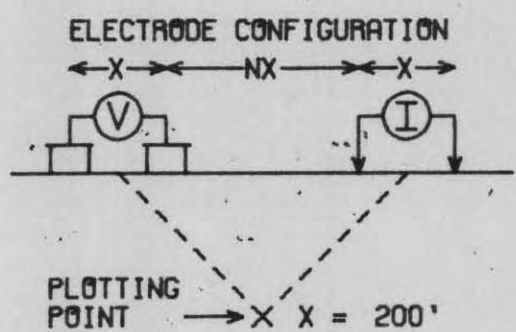 ELECTRODE CONFIGURATION
X NX X
V I
PLOTTING
POINT X X = 200'